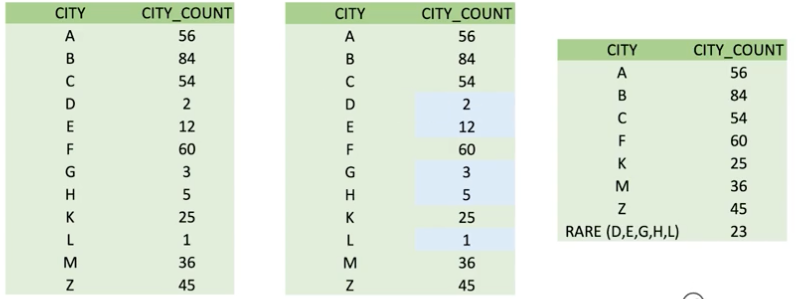 CITY CITY_COUNT
A 56
B 84
C 54
D 2
E 12
F 60
G 3
H 5
K 25
L 1
M 36
Z 45
CITY CITY_COUNT
A 56
B 84
C 54
D 2
E 12
F 60
G 3
H 5
K 25
L 1
M 36
Z 45
CITY CITY_COUNT
A 56
B 84
C 54
F 60
K 25
M 36
Z 45
RARE (D,E,G,H,L) 23